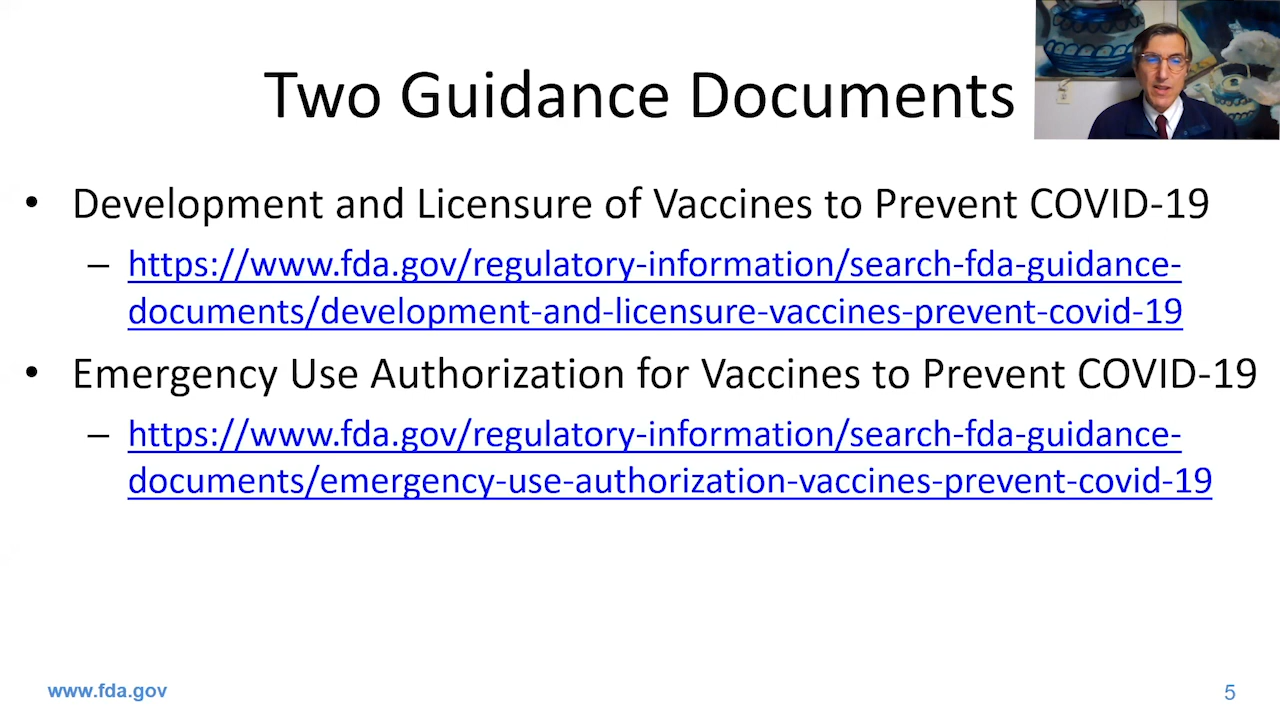 Two Guidance Documents
• Development and Licensure of Vaccines to Prevent COVID-19
– https://www.fda.gov/regulatory-information/search-fda-guidance-
documents/development-and-licensure-vaccines-prevent-covid-19
• Emergency Use Authorization for Vaccines to Prevent COVID-19
– https://www.fda.gov/regulatory-information/search-fda-guidance-
documents/emergency-use-authorization-vaccines-prevent-covid-19
www.fda.gov
5